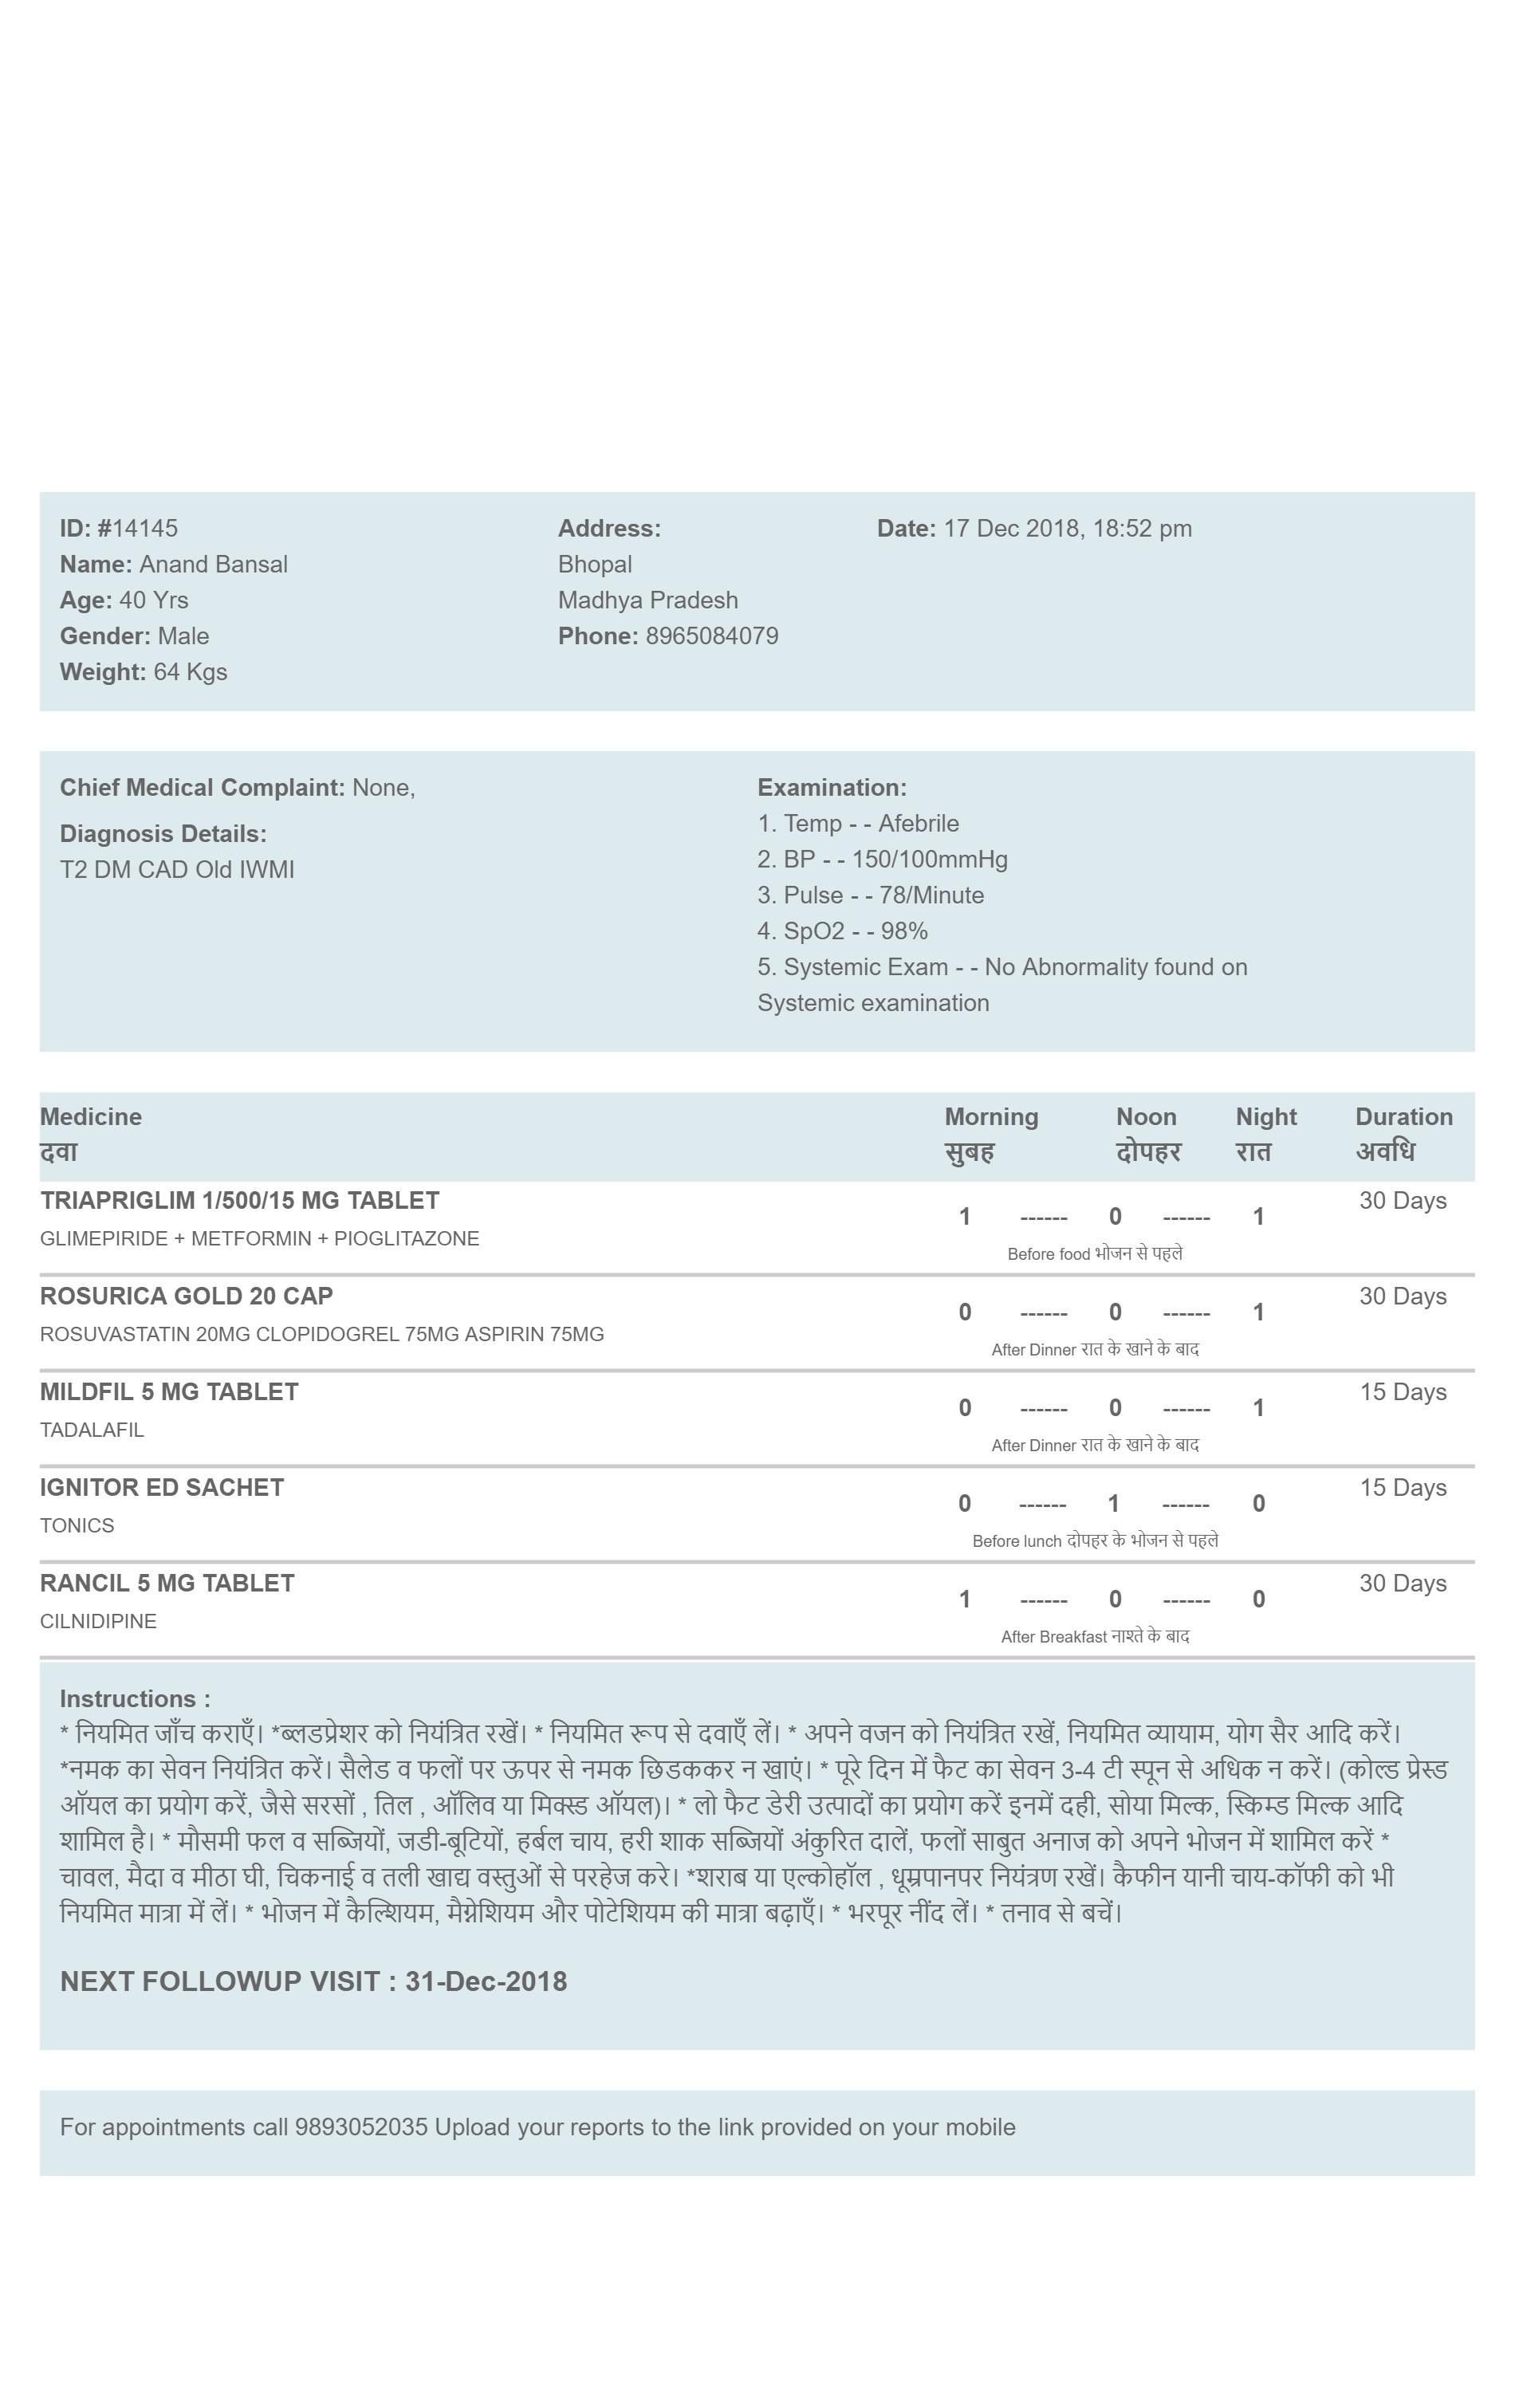 ID: #14145
Name: Anand Bansal
Age: 40 Yrs
Gender: Male
Weight: 64 Kgs
Address:
Bhopal
Madhya Pradesh
Phone: 8965084079
Date: 17 Dec 2018, 18:52 pm
Chief Medical Complaint: None,
Diagnosis Details:
T2 DM CAD Old IWMI
Examination:
1. Temp - - Afebrile
2. BP - - 150/100mmHg
3. Pulse - - 78/Minute
4. SpO2 - - 98%
5. Systemic Exam - - No Abnormality found on
Systemic examination
Medicine Morning Noon Night Duration
दवा सुबह दोपहर रात अवधि
TRIAPRIGLIM 1/500/15 MG TABLET 1 ------ 0 ------ 1 30 Days
GLIMEPIRIDE + METFORMIN + PIOGLITAZONE Before food भोजन से पहले
ROSURICA GOLD 20 CAP 0 ------ 0 ------ 1 30 Days
ROSUVASTATIN 20MG CLOPIDOGREL 75MG ASPIRIN 75MG After Dinner रात के खाने के बाद
MILDFIL 5 MG TABLET 0 ------ 0 ------ 1 15 Days
TADALAFIL After Dinner रात के खाने के बाद
IGNITOR ED SACHET 0 ------ 1 ------ 0 15 Days
TONICS Before lunch दोपहर के भोजन से पहले
RANCIL 5 MG TABLET 1 ------ 0 ------ 0 30 Days
CILNIDIPINE After Breakfast नाश्ते के बाद
Instructions :
* नियमित जाँच कराएँ। *ब्लडप्रेशर को नियंत्रित रखें। * नियमित रूप से दवाएँ लें। * अपने वजन को नियंत्रित रखें, नियमित व्यायाम, योग सैर आदि करें।
*नमक का सेवन नियंत्रित करें। सैलेड व फलों पर ऊपर से नमक छिडककर न खाएं। * पूरे दिन में फैट का सेवन 3-4 टी स्पून से अधिक न करें। (कोल्ड प्रेस्ड
ऑयल का प्रयोग करें, जैसे सरसों , तिल , ऑलिव या मिक्स्ड ऑयल)। * लो फैट डेरी उत्पादों का प्रयोग करें इनमें दही, सोया मिल्क, स्किम्ड मिल्क आदि
शामिल है। * मौसमी फल व सब्जियों, जडी-बूटियों, हर्बल चाय, हरी शाक सब्जियों अंकुरित दालें, फलों साबुत अनाज को अपने भोजन में शामिल करें *
चावल, मैदा व मीठा घी, चिकनाई व तली खाद्य वस्तुओं से परहेज करे। *शराब या एल्कोहॉल , धूम्रपानपर नियंत्रण रखें। कैफीन यानी चाय-कॉफी को भी
नियमित मात्रा में लें। * भोजन में कैल्शियम, मैग्नेशियम और पोटेशियम की मात्रा बढ़ाएँ। * भरपूर नींद लें। * तनाव से बचें।
NEXT FOLLOWUP VISIT : 31-Dec-2018
For appointments call 9893052035 Upload your reports to the link provided on your mobile